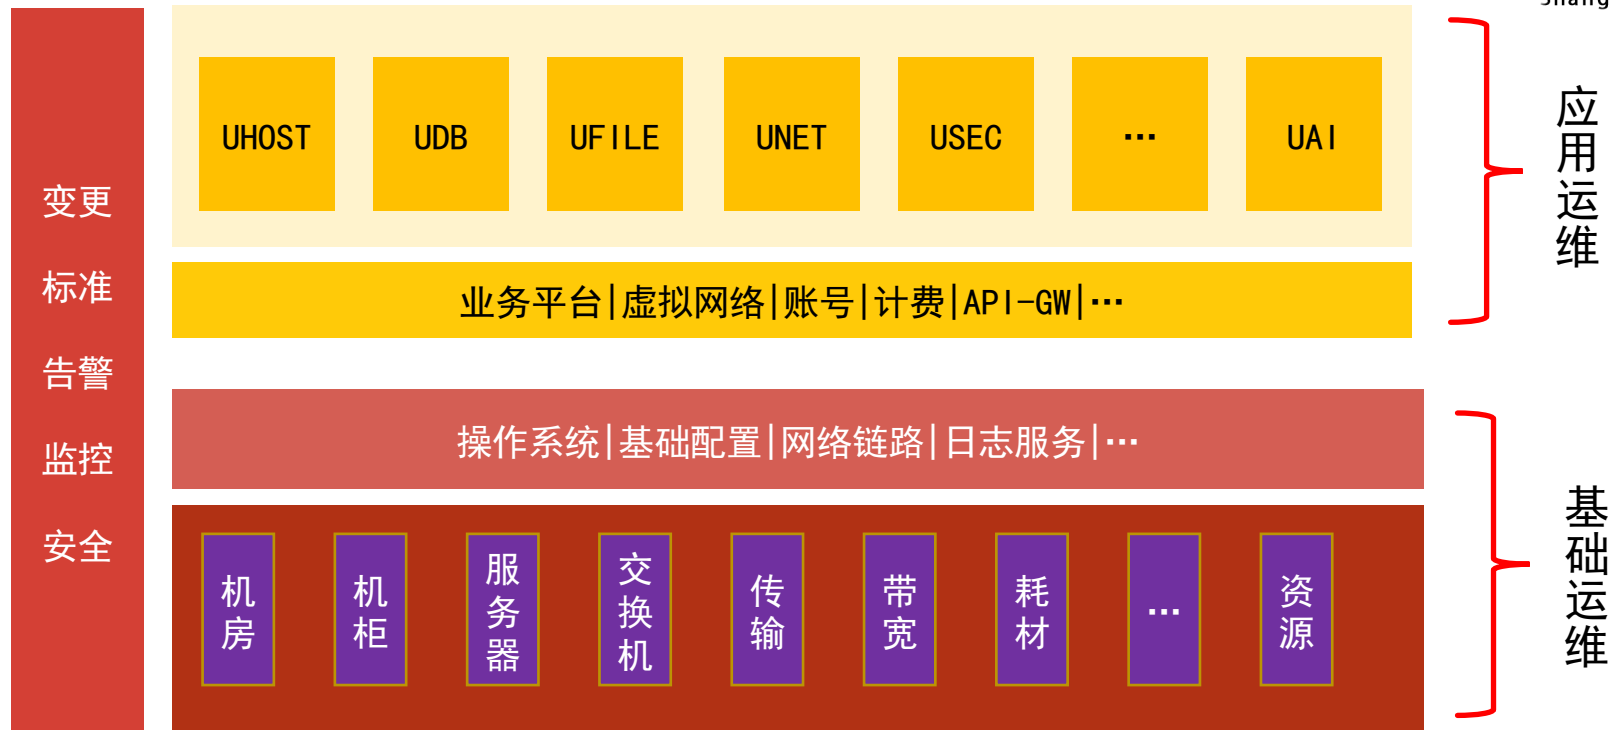 变更
标准
告警
监控
安全
UHOST
UDB
UFILE
UNET
USEC
…
UAI
业务平台|虚拟网络|账号|计费|API-GW|…
应用运维
操作系统|基础配置|网络链路|日志服务|…
机房
机柜
服务器
交换机
传输
带宽
耗材
…
资源
基础运维